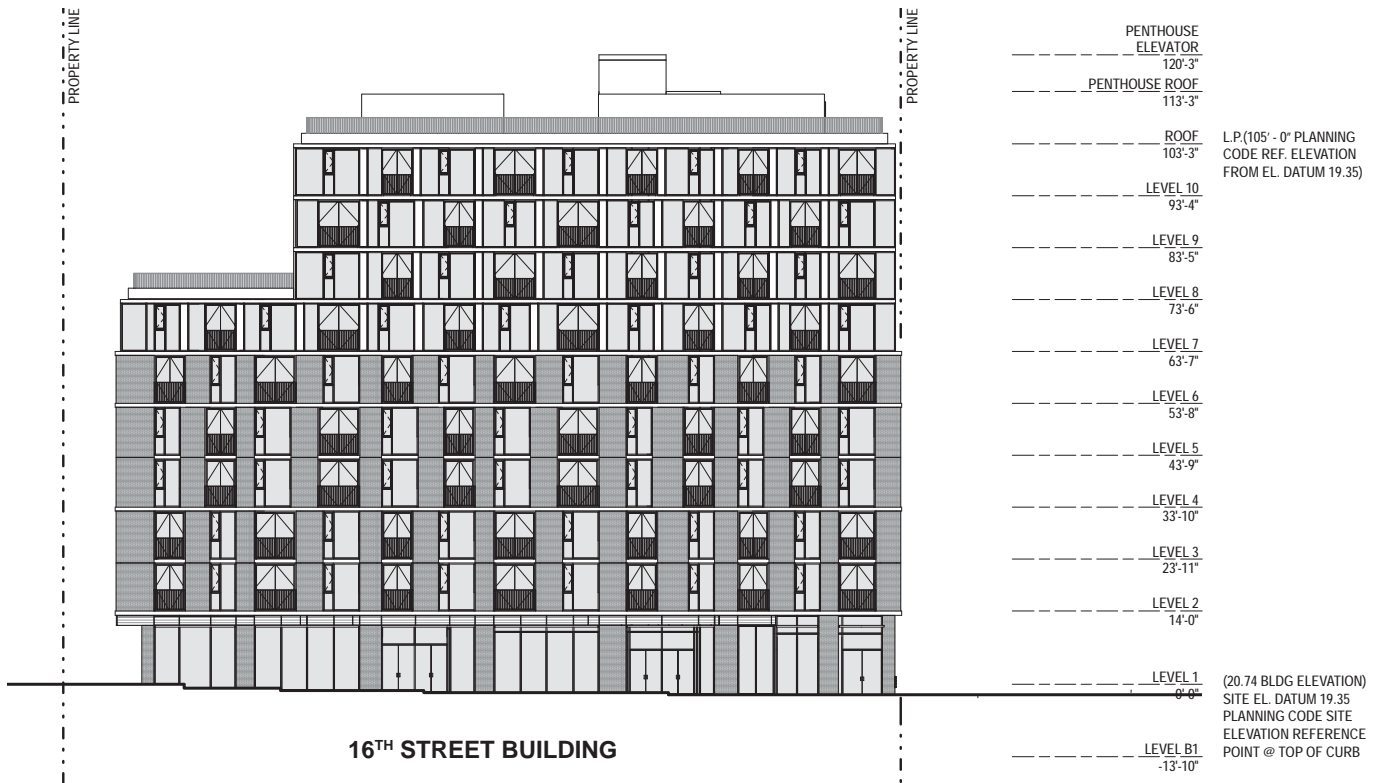 PROPERTY LINE
PROPERTY LINE
PENTHOUSE
ELEVATOR
120'-3"
PENTHOUSE ROOF
113'-3"
ROOF
103'-3"
L.P.(105' - 0" PLANNING
CODE REF. ELEVATION
FROM EL. DATUM 19.35)
LEVEL 10
93'-4"
LEVEL 9
83'-5"
LEVEL 8
73'-6"
LEVEL 7
63'-7"
LEVEL 6
53'-8"
LEVEL 5
43'-9"
LEVEL 4
33'-10"
LEVEL 3
23'-11"
LEVEL 2
14'-0"
LEVEL 1
0'-0"
(20.74 BLDG ELEVATION)
SITE EL. DATUM 19.35
PLANNING CODE SITE
ELEVATION REFERENCE
POINT @ TOP OF CURB
LEVEL B1
-13'-10"
16TH STREET BUILDING